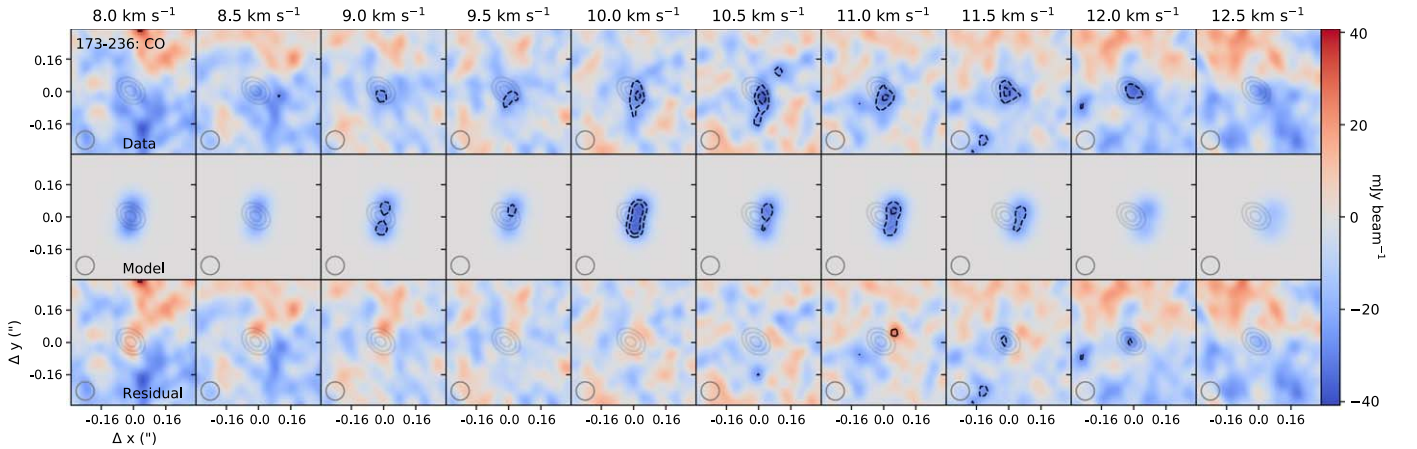 8.0 km s⁻¹ 8.5 km s⁻¹ 9.0 km s⁻¹ 9.5 km s⁻¹ 10.0 km s⁻¹ 10.5 km s⁻¹ 11.0 km s⁻¹ 11.5 km s⁻¹ 12.0 km s⁻¹ 12.5 km s⁻¹
173-236: CO
0.16
0.0
-0.16
Data
0.16
0.0
-0.16
Model
0.16
0.0
-0.16
Residual
Δ y (")
-0.16 0.0 0.16 -0.16 0.0 0.16 -0.16 0.0 0.16 -0.16 0.0 0.16 -0.16 0.0 0.16 -0.16 0.0 0.16 -0.16 0.0 0.16 -0.16 0.0 0.16 -0.16 0.0 0.16 -0.16 0.0 0.16
Δ x (")
40
20
0
−20
−40
mJy beam⁻¹